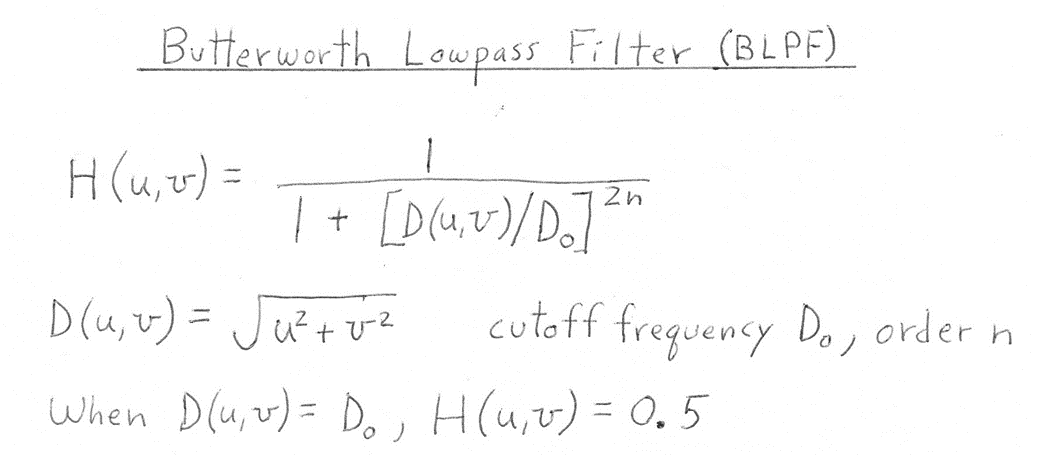 Butterworth Lowpass Filter (BLPF)
H(u,v) = 1 / (1 + [D(u,v)/D₀]²ⁿ)
D(u,v) = √(u² + v²) cutoff frequency D₀, order n
When D(u,v) = D₀, H(u,v) = 0.5